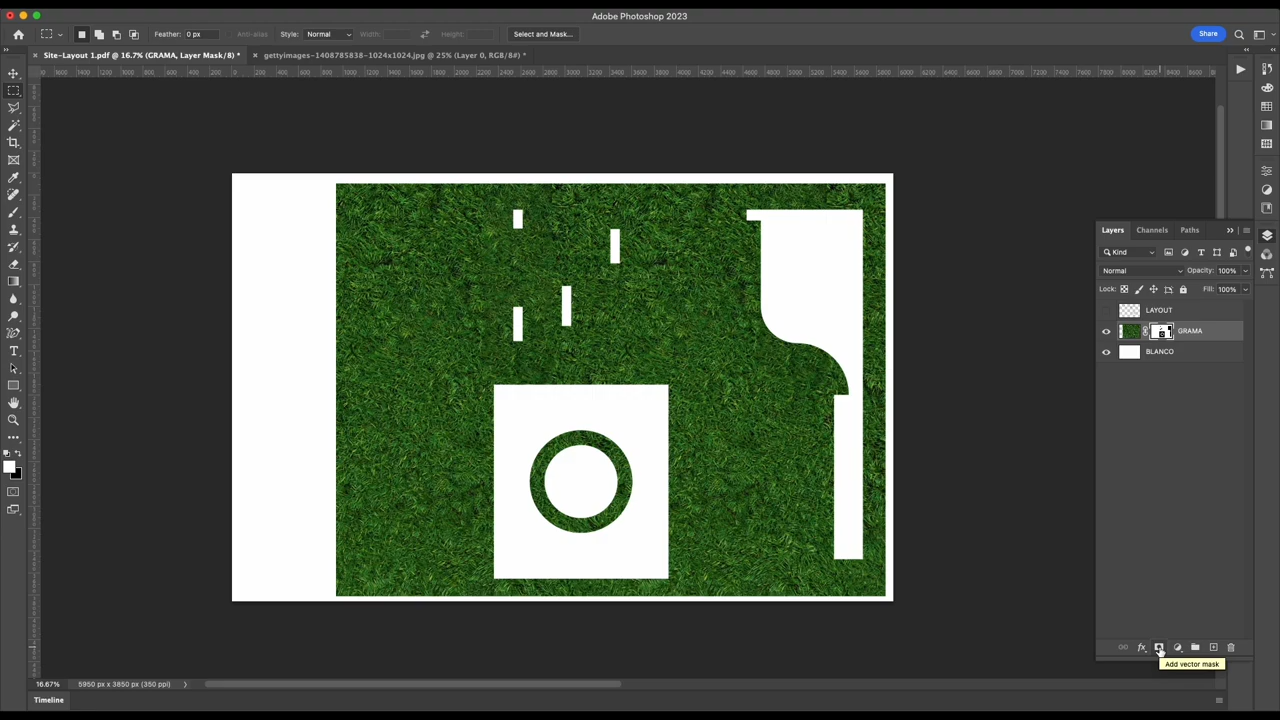 Adobe Photoshop 2023
Feather: 0 px Anti-alias Style: Normal Width: Height: Select and Mask... Share
Site-Layout 1.pdf @ 16.7% (GRAMA, Layer Mask/8) * gettyimages-1408785838-1024x1024.jpg @ 25% (Layer 0, RGB/8#) *
Layers Channels Paths
Kind
Normal Opacity: 100%
Lock: Fill: 100%
LAYOUT
GRAMA
BLANCO
fx
Add vector mask
16.67% 5950 px x 3850 px (350 ppi)
Timeline